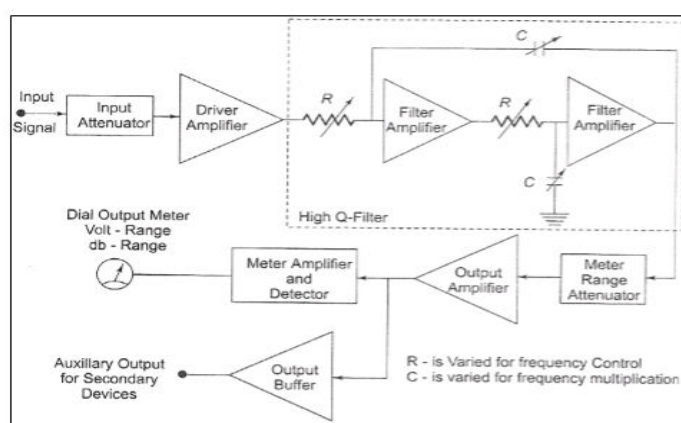 C
Input
Signal
Input
Attenuator
Driver
Amplifier
R
Filter
Amplifier
R
Filter
Amplifier
C
High Q-Filter
Dial Output Meter
Volt - Range
db - Range
Meter Amplifier
and
Detector
Output
Amplifier
Meter
Range
Attenuator
Auxillary Output
for Secondary
Devices
Output
Buffer
R - is Varied for frequency Control
C - is varied for frequency multiplication